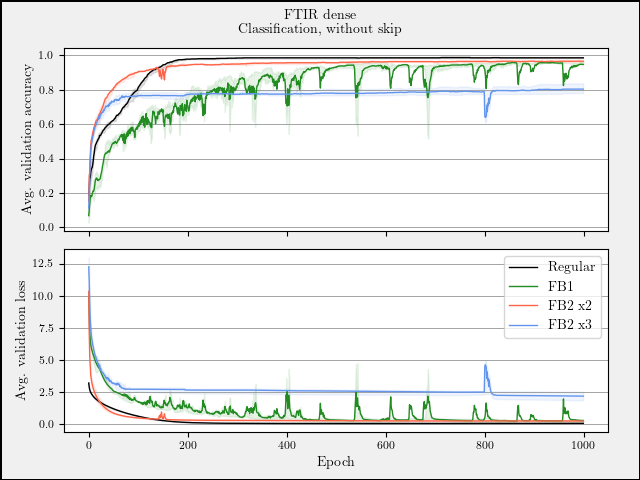 FTIR dense
Classification, without skip
Avg. validation accuracy
1.0
0.8
0.6
0.4
0.2
0.0
Avg. validation loss
12.5
10.0
7.5
5.0
2.5
0.0
Regular
FB1
FB2 x2
FB2 x3
0
200
400
600
800
1000
Epoch